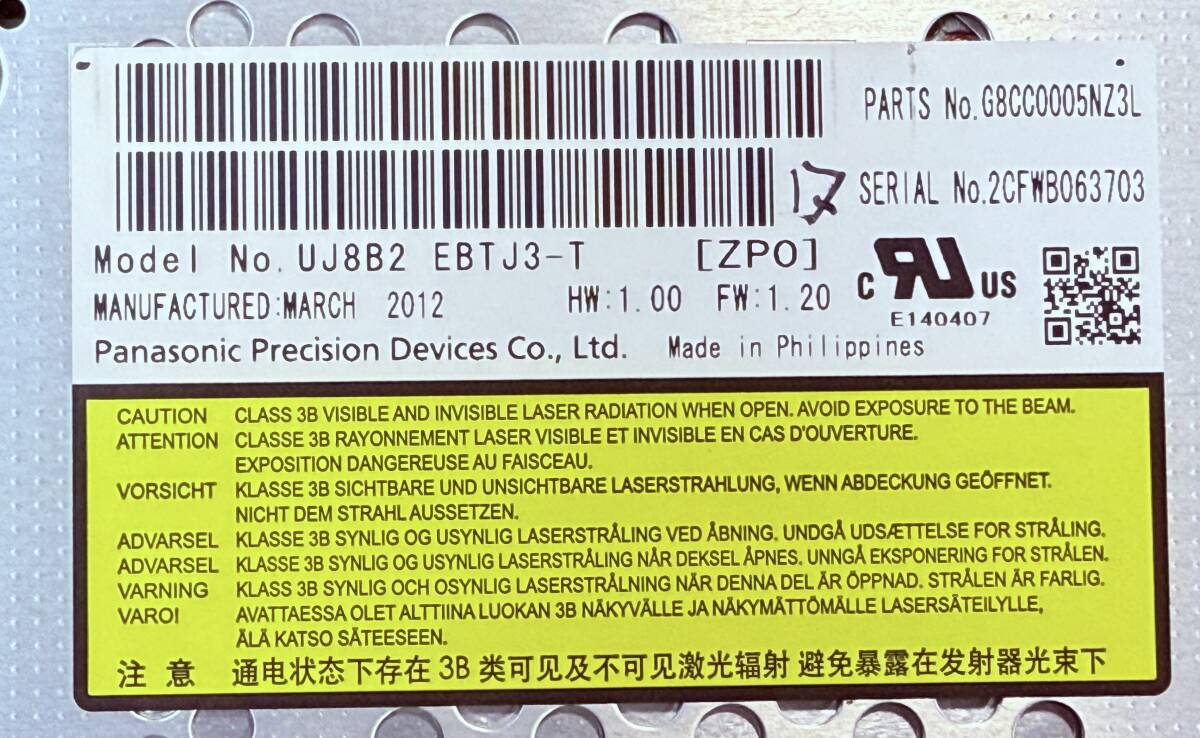 PARTS No.G8CC0005NZ3L
17 SERIAL No.2CFWB063703
Model No. UJ8B2 EBTJ3-T [ZPO]
MANUFACTURED:MARCH 2012 HW:1.00 FW:1.20
C US
E140407
Panasonic Precision Devices Co., Ltd. Made in Philippines
CAUTION CLASS 3B VISIBLE AND INVISIBLE LASER RADIATION WHEN OPEN. AVOID EXPOSURE TO THE BEAM.
ATTENTION CLASSE 3B RAYONNEMENT LASER VISIBLE ET INVISIBLE EN CAS D'OUVERTURE.
EXPOSITION DANGEREUSE AU FAISCEAU.
VORSICHT KLASSE 3B SICHTBARE UND UNSICHTBARE LASERSTRAHLUNG, WENN ABDECKUNG GEÖFFNET.
NICHT DEM STRAHL AUSSETZEN.
ADVARSEL KLASSE 3B SYNLIG OG USYNLIG LASERSTRÅLING VED ÅBNING. UNDGÅ UDSÆTTELSE FOR STRÅLING.
ADVARSEL KLASSE 3B SYNLIG OG USYNLIG LASERSTRÅLING NÅR DEKSEL ÅPNES. UNNGÅ EKSPONERING FOR STRÅLEN.
VARNING KLASS 3B SYNLIG OCH OSYNLIG LASERSTRÅLNING NÄR DENNA DEL ÄR ÖPPNAD. STRÅLEN ÄR FARLIG.
VARO! AVATTAESSA OLET ALTTIINA LUOKAN 3B NÄKYVÄLLE JA NÄKYMÄTTÖMÄLLE LASERSÄTEILYLLE,
ÄLÄ KATSO SÄTEESEEN.
注意 通电状态下存在 3B 类可见及不可见激光辐射 避免暴露在发射器光束下